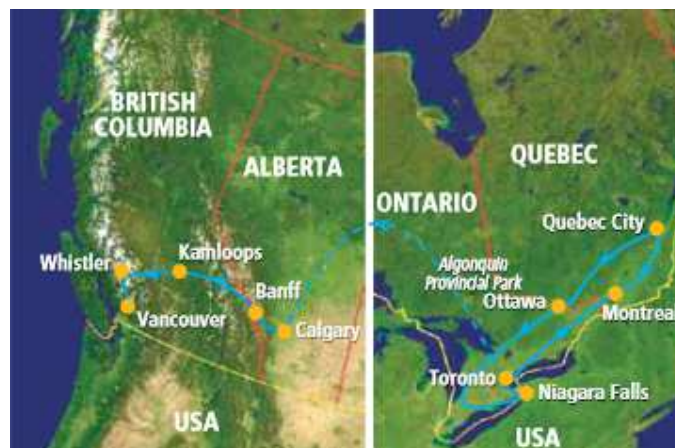 BRITISH
COLUMBIA
ALBERTA
Whistler
Kamloops
Banff
Vancouver
Calgary
USA
QUEBEC
ONTARIO
Quebec City
Algonquin
Provincial Park
Ottawa
Montrea
Toronto
Niagara Falls
USA